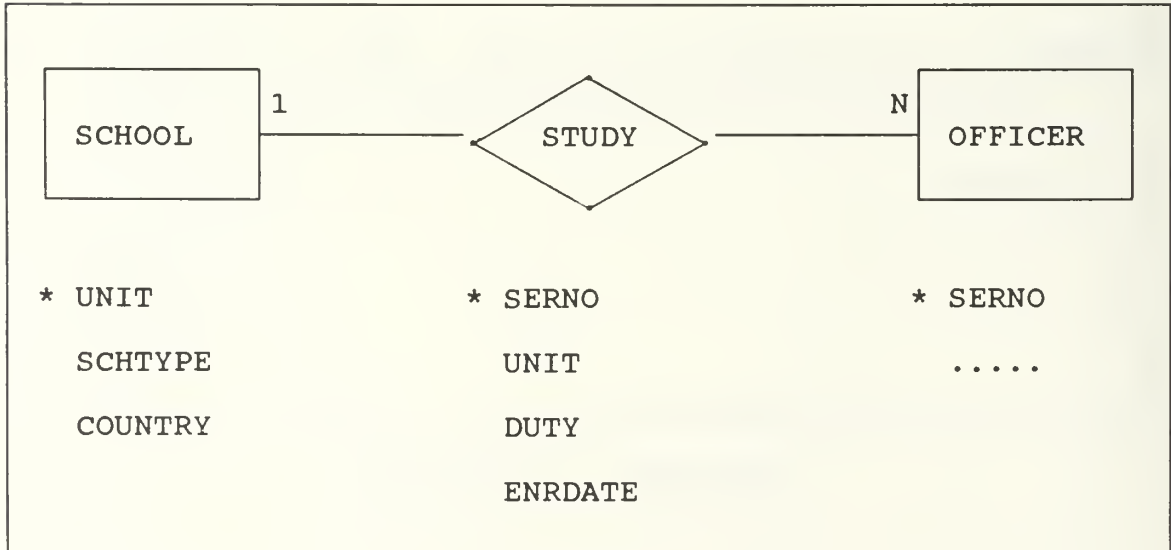 1 N
SCHOOL STUDY OFFICER
* UNIT * SERNO * SERNO
SCHTYPE UNIT .....
COUNTRY DUTY
ENRDATE